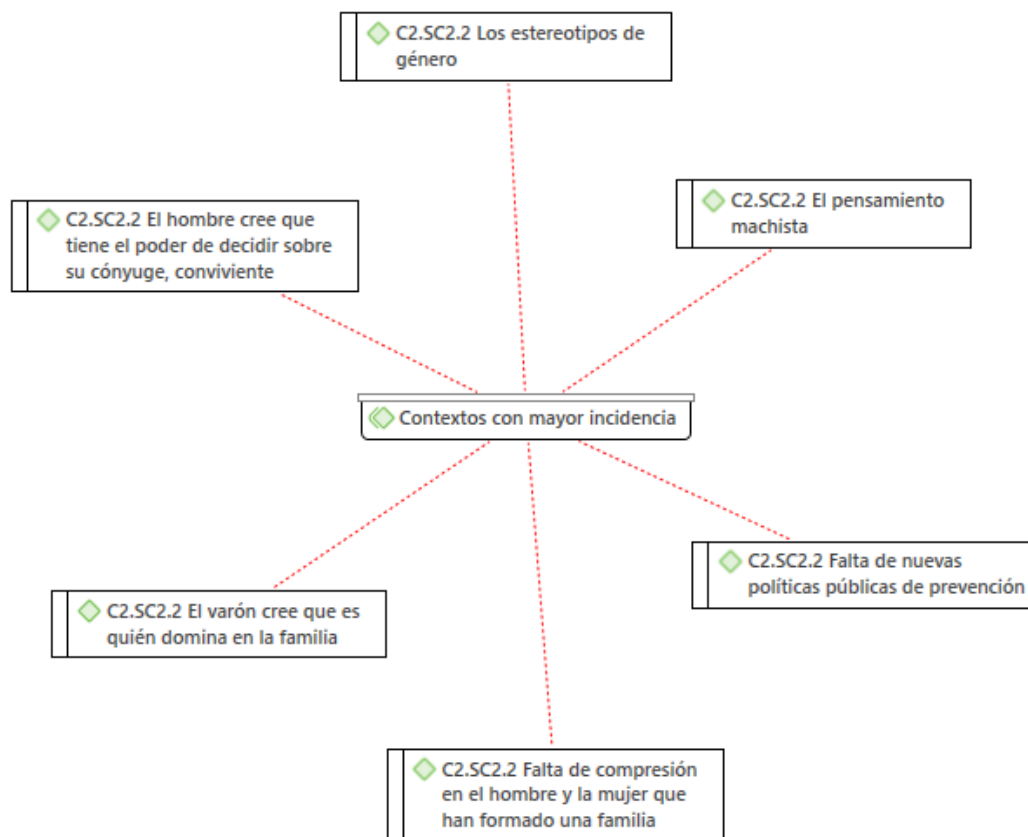 C2.SC2.2 Los estereotipos de
género
C2.SC2.2 El pensamiento
machista
C2.SC2.2 El hombre cree que
tiene el poder de decidir sobre
su cónyuge, conviviente
Contextos con mayor incidencia
C2.SC2.2 Falta de nuevas
políticas públicas de prevención
C2.SC2.2 El varón cree que es
quién domina en la familia
C2.SC2.2 Falta de compresión
en el hombre y la mujer que
han formado una familia